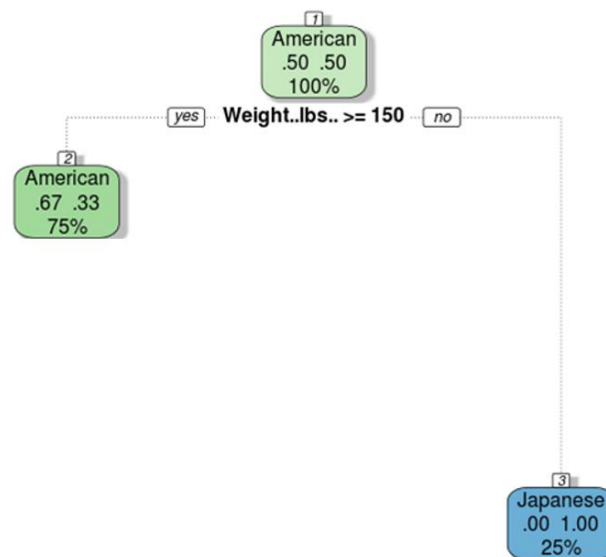 1
American
.50 .50
100%
yes Weight..lbs.. >= 150 no
2
American
.67 .33
75%
3
Japanese
.00 1.00
25%